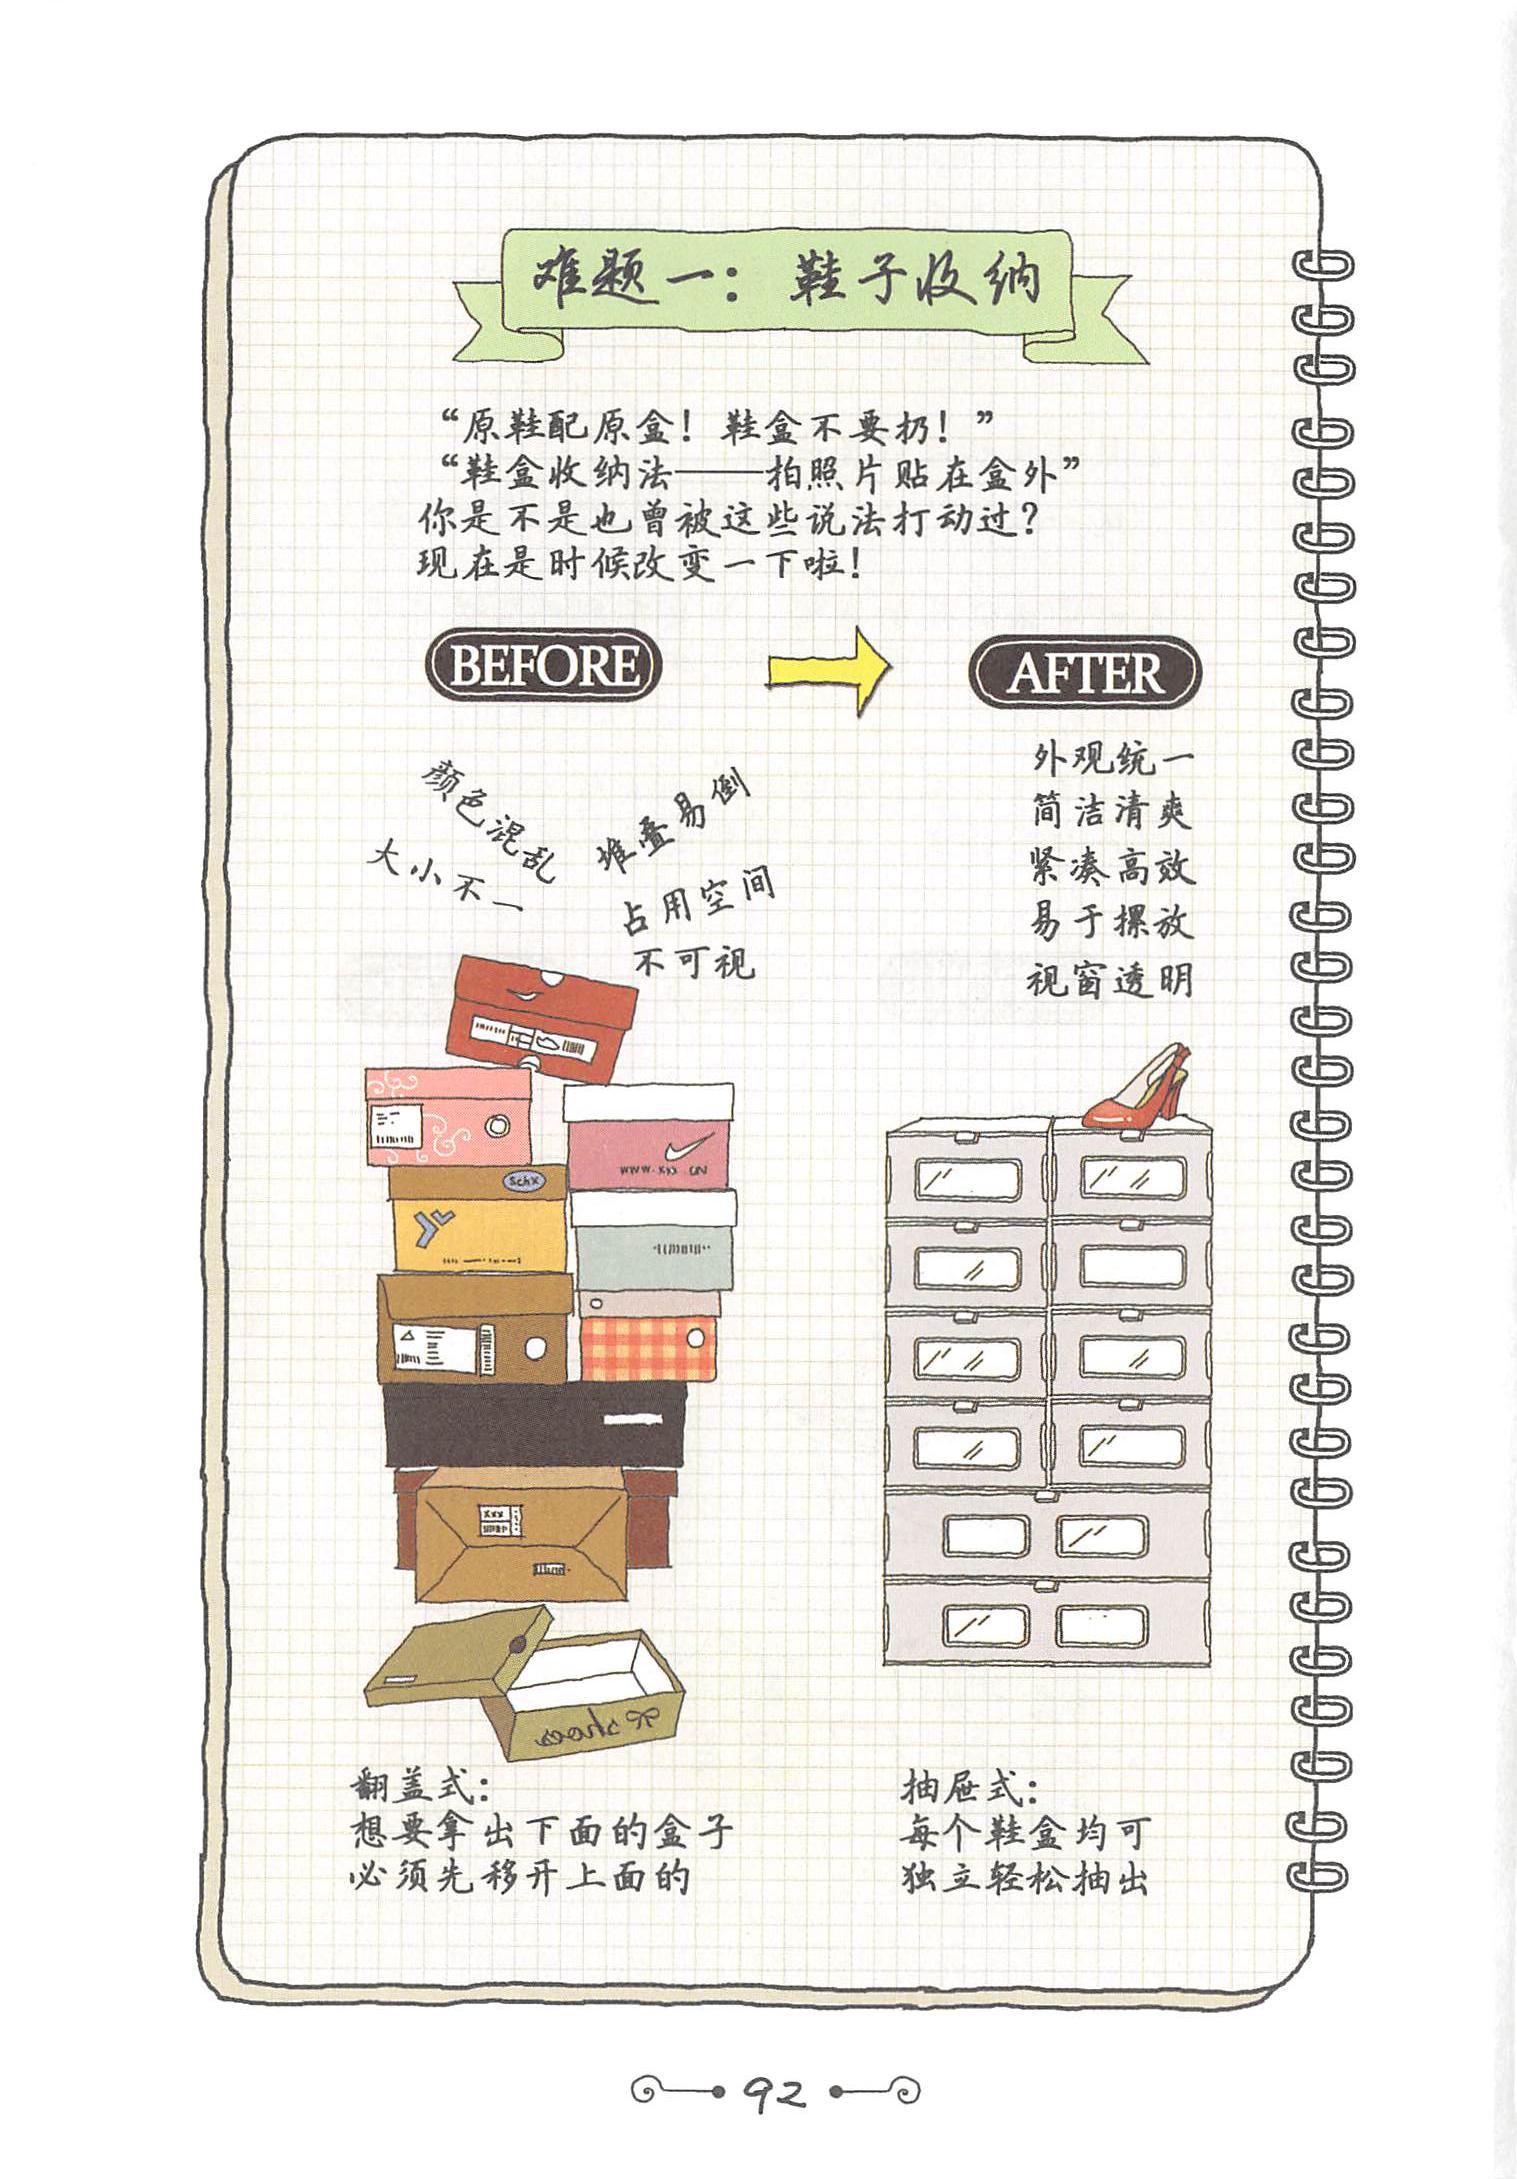 难题一：鞋子收纳
“原鞋配原盒！鞋盒不要扔！”
“鞋盒收纳法——拍照片贴在盒外”
你是不是也曾被这些说法打动过？
现在是时候改变一下啦！
BEFORE
AFTER
颜色混乱
大小不一
堆叠易倒
占用空间
不可视
外观统一
简洁清爽
紧凑高效
易于摞放
视窗透明
www.xxx
schx
xxx
shoes
翻盖式：
想要拿出下面的盒子
必须先移开上面的
抽屉式：
每个鞋盒均可
独立轻松抽出
92